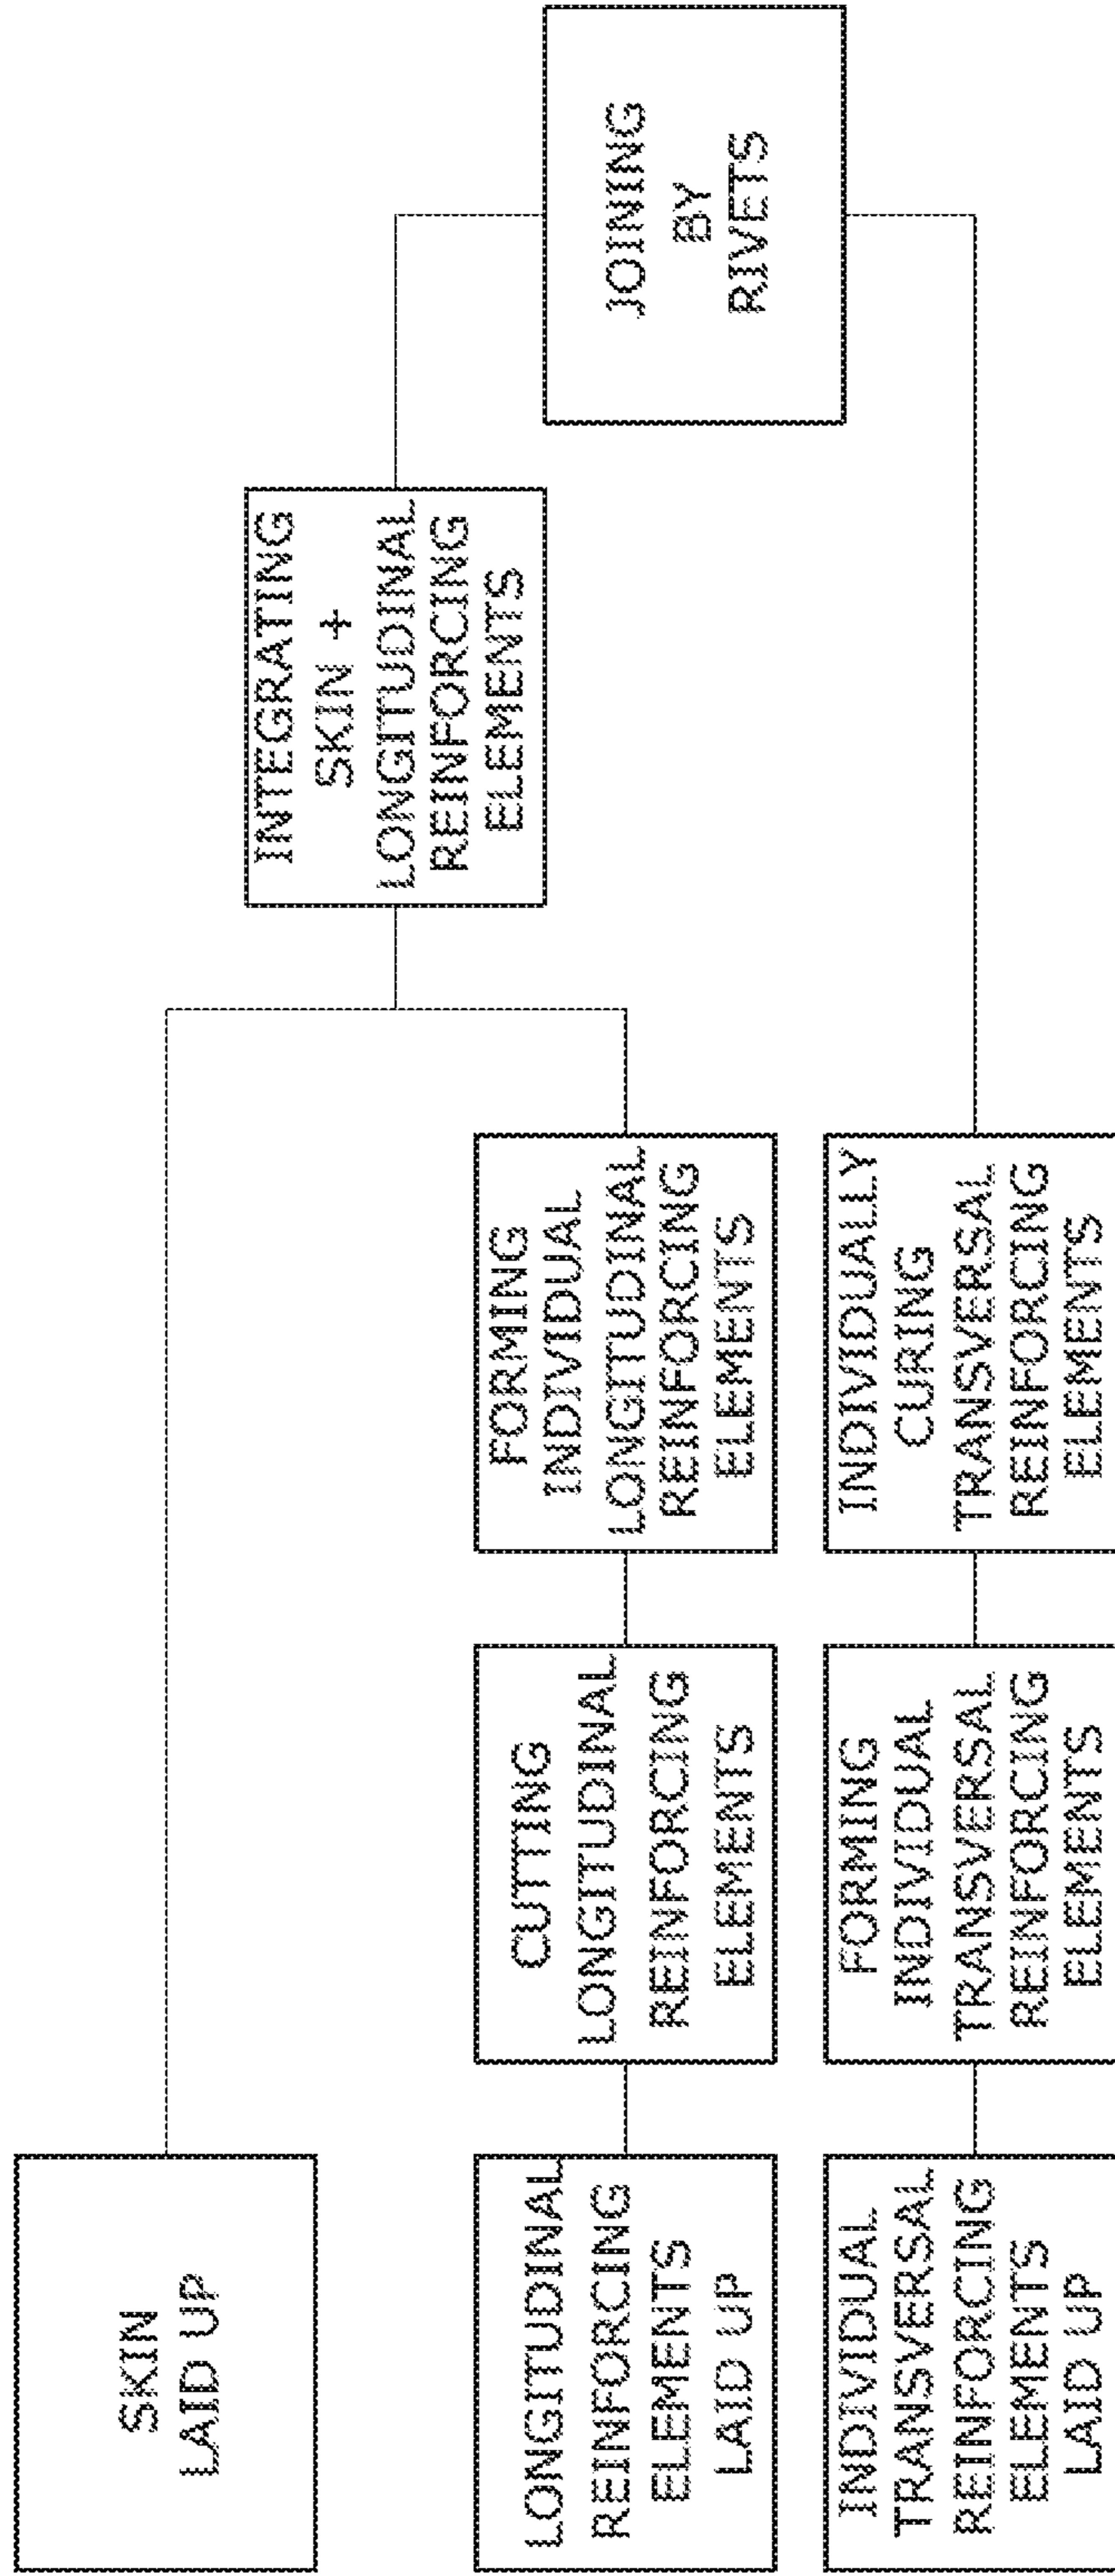 SKIN
LAID UP
LONGITUDINAL
REINFORCING
ELEMENTS
LAID UP
CUTTING
LONGITUDINAL
REINFORCING
ELEMENTS
FORMING
INDIVIDUAL
LONGITUDINAL
REINFORCING
ELEMENTS
INTEGRATING
SKIN +
LONGITUDINAL
REINFORCING
ELEMENTS
INDIVIDUAL
TRANSVERSAL
REINFORCING
ELEMENTS
LAID UP
FORMING
INDIVIDUAL
TRANSVERSAL
REINFORCING
ELEMENTS
INDIVIDUALLY
CURING
TRANSVERSAL
REINFORCING
ELEMENTS
JOINING
BY
RIVETS